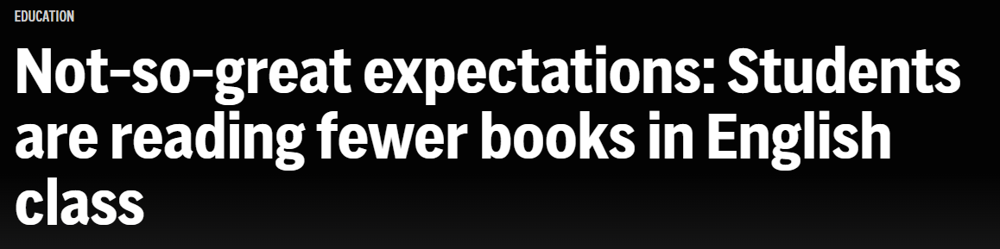 EDUCATION
Not-so-great expectations: Students
are reading fewer books in English
class